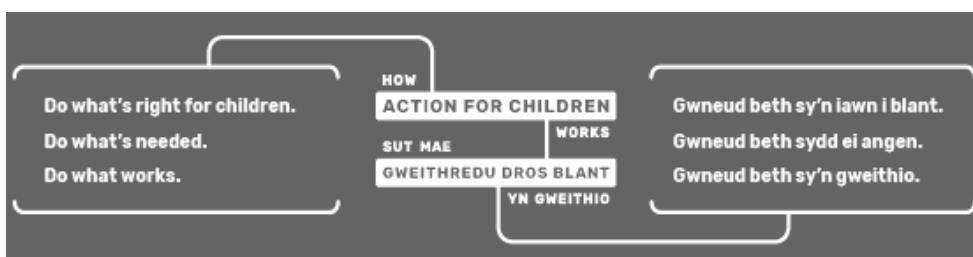 Do what's right for children.
Do what's needed.
Do what works.
HOW
ACTION FOR CHILDREN
WORKS
SUT MAE
GWEITHREDU DROS BLANT
YN GWEITHIO
Gwneud beth sy'n iawn i blant.
Gwneud beth sydd ei angen.
Gwneud beth sy'n gweithio.